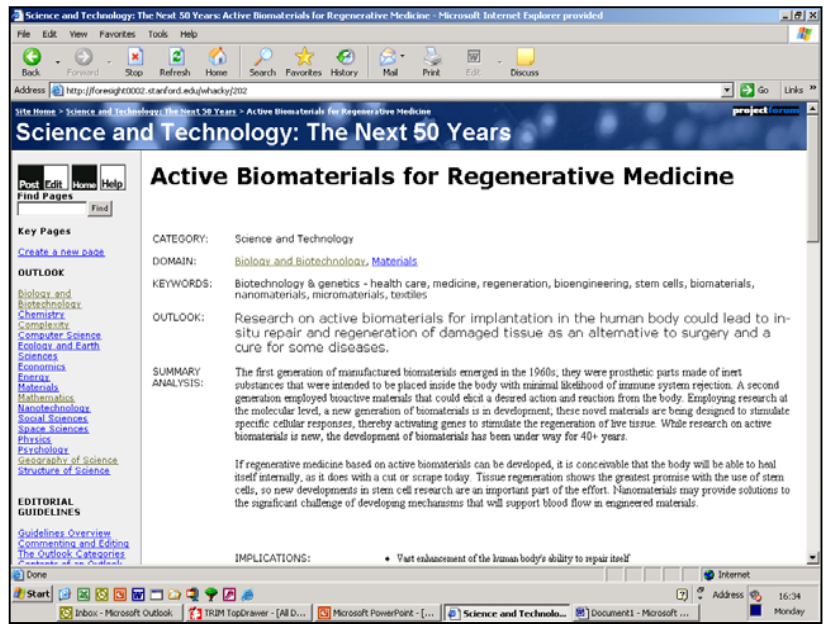 Science and Technology: The Next 50 Years: Active Biomaterials for Regenerative Medicine - Microsoft Internet Explorer provided
File Edit View Favorites Tools Help
Back Forward Stop Refresh Home Search Favorites History Mail Print Edit Discuss
Address http://foresight0002.stanford.edu/whacky/202 Go Links »
Site Home > Science and Technology: The Next 50 Years > Active Biomaterials for Regenerative Medicine projectforum
Science and Technology: The Next 50 Years
Post Edit Home Help
Find Pages
Find
Key Pages
Create a new page
OUTLOOK
Biology and
Biotechnology
Chemistry
Complexity
Computer Science
Ecology and Earth
Sciences
Economics
Energy
Materials
Mathematics
Nanotechnology
Social Sciences
Space Sciences
Physics
Psychology
Geography of Science
Structure of Science
EDITORIAL
GUIDELINES
Guidelines Overview
Commenting and Editing
The Outlook Categories
Contents of an Outlook
Active Biomaterials for Regenerative Medicine
CATEGORY: Science and Technology
DOMAIN: Biology and Biotechnology, Materials
KEYWORDS: Biotechnology & genetics - health care, medicine, regeneration, bioengineering, stem cells, biomaterials,
nanomaterials, micromaterials, textiles
OUTLOOK: Research on active biomaterials for implantation in the human body could lead to in-
situ repair and regeneration of damaged tissue as an alternative to surgery and a
cure for some diseases.
SUMMARY
ANALYSIS:
The first generation of manufactured biomaterials emerged in the 1960s; they were prosthetic parts made of inert
substances that were intended to be placed inside the body with minimal likelihood of immune system rejection. A second
generation employed bioactive materials that could elicit a desired action and reaction from the body. Employing research at
the molecular level, a new generation of biomaterials is in development; these novel materials are being designed to stimulate
specific cellular responses, thereby activating genes to stimulate the regeneration of live tissue. While research on active
biomaterials is new, the development of biomaterials has been under way for 40+ years.
If regenerative medicine based on active biomaterials can be developed, it is conceivable that the body will be able to heal
itself internally, as it does with a cut or scrape today. Tissue regeneration shows the greatest promise with the use of stem
cells, so new developments in stem cell research are an important part of the effort. Nanomaterials may provide solutions to
the significant challenge of developing mechanisms that will support blood flow in engineered materials.
IMPLICATIONS: • Vast enhancement of the human body's ability to repair itself
Done Internet
Start Address 16:34
Inbox - Microsoft Outlook TRIM TopDrawer - [All D... Microsoft PowerPoint - [... Science and Technolo... Document1 - Microsoft ... Monday